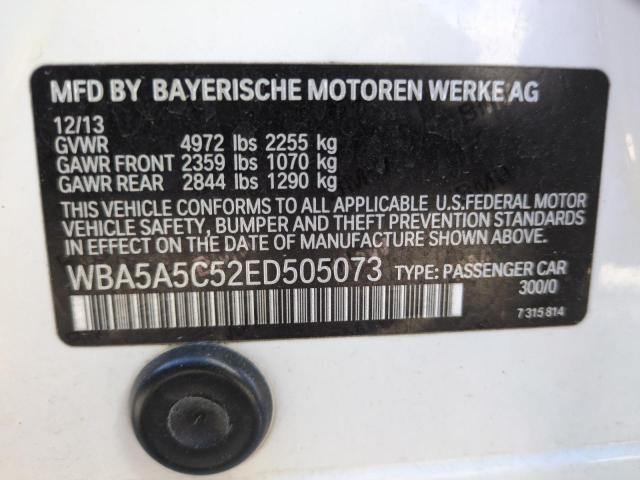 MFD BY BAYERISCHE MOTOREN WERKE AG
12/13
GVWR 4972 lbs 2255 kg
GAWR FRONT 2359 lbs 1070 kg
GAWR REAR 2844 lbs 1290 kg
THIS VEHICLE CONFORMS TO ALL APPLICABLE U.S.FEDERAL MOTOR
VEHICLE SAFETY, BUMPER, AND THEFT PREVENTION STANDARDS
IN EFFECT ON THE DATE OF MANUFACTURE SHOWN ABOVE.
WBA5A5C52ED505073 TYPE: PASSENGER CAR
300/0
7 315 814